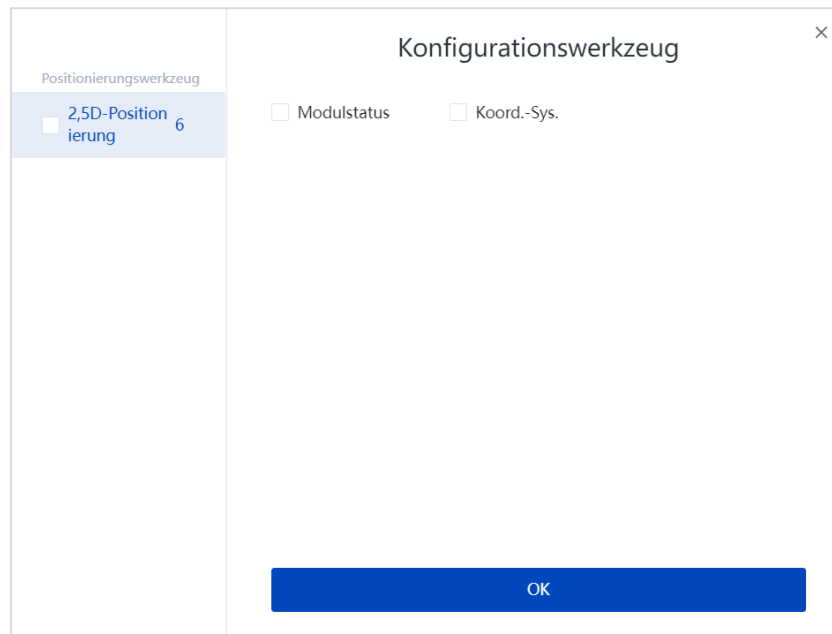 Konfigurationswerkzeug
Positionierungswerkzeug
2,5D-Position
ierung
6
Modulstatus
Koord.-Sys.
OK